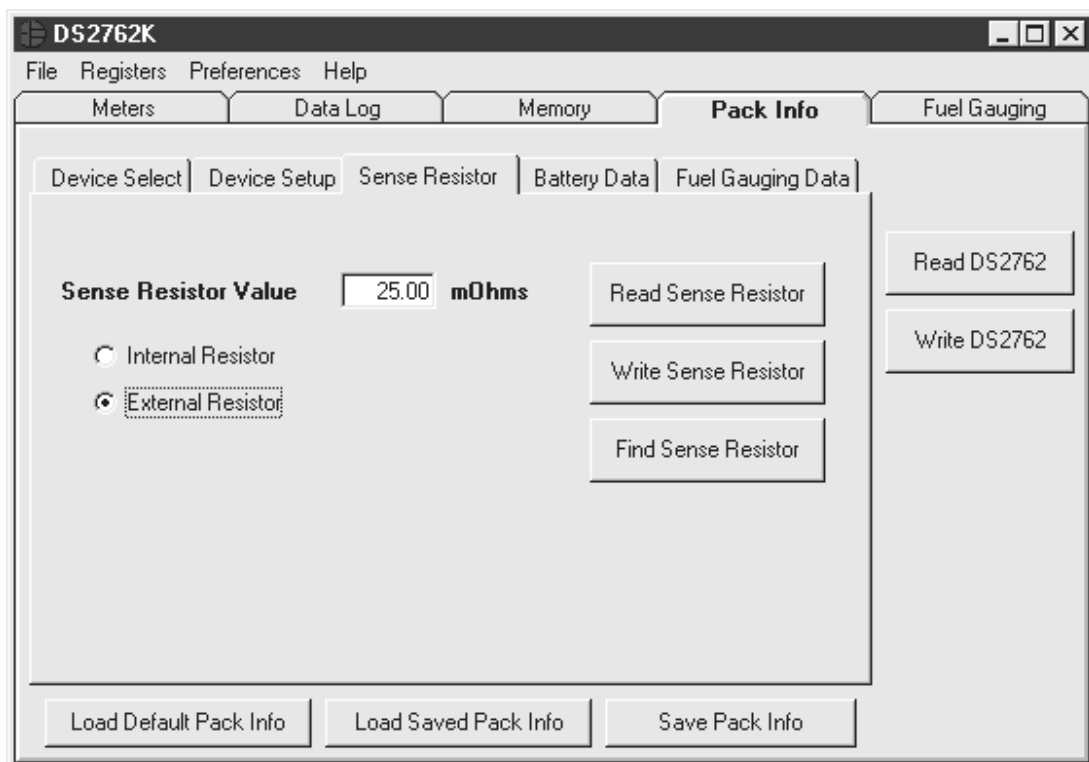 DS2762K
File Registers Preferences Help
Meters Data Log Memory Pack Info Fuel Gauging
Device Select Device Setup Sense Resistor Battery Data Fuel Gauging Data
Sense Resistor Value 25.00 mOhms
Internal Resistor
External Resistor
Read Sense Resistor
Write Sense Resistor
Find Sense Resistor
Read DS2762
Write DS2762
Load Default Pack Info Load Saved Pack Info Save Pack Info